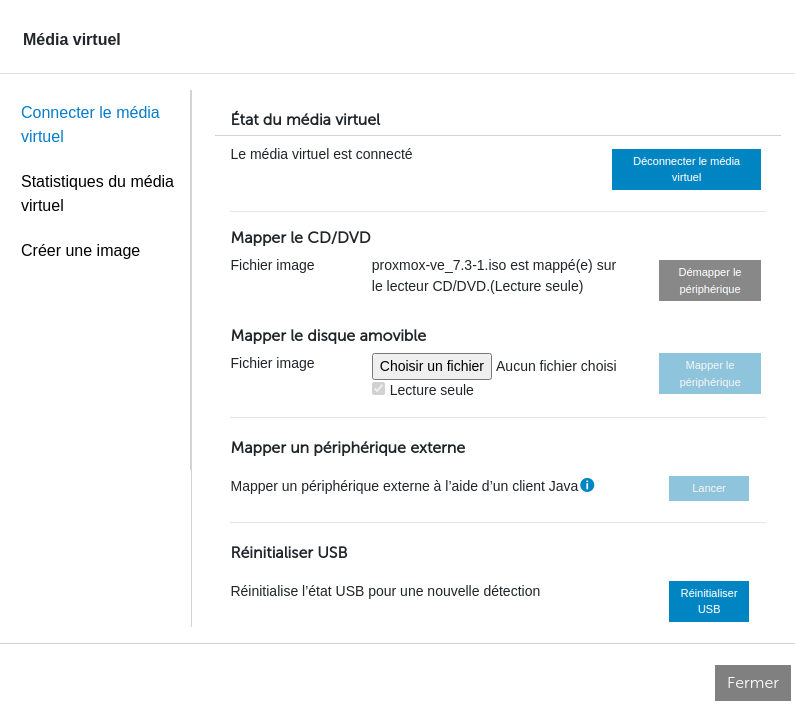 Média virtuel
Connecter le média
virtuel
Statistiques du média
virtuel
Créer une image
État du média virtuel
Le média virtuel est connecté
Déconnecter le média
virtuel
Mapper le CD/DVD
Fichier image
proxmox-ve_7.3-1.iso est mappé(e) sur
le lecteur CD/DVD.(Lecture seule)
Démapper le
périphérique
Mapper le disque amovible
Fichier image
Choisir un fichier Aucun fichier choisi
Lecture seule
Mapper le
périphérique
Mapper un périphérique externe
Mapper un périphérique externe à l’aide d’un client Java
Lancer
Réinitialiser USB
Réinitialise l’état USB pour une nouvelle détection
Réinitialiser
USB
Fermer